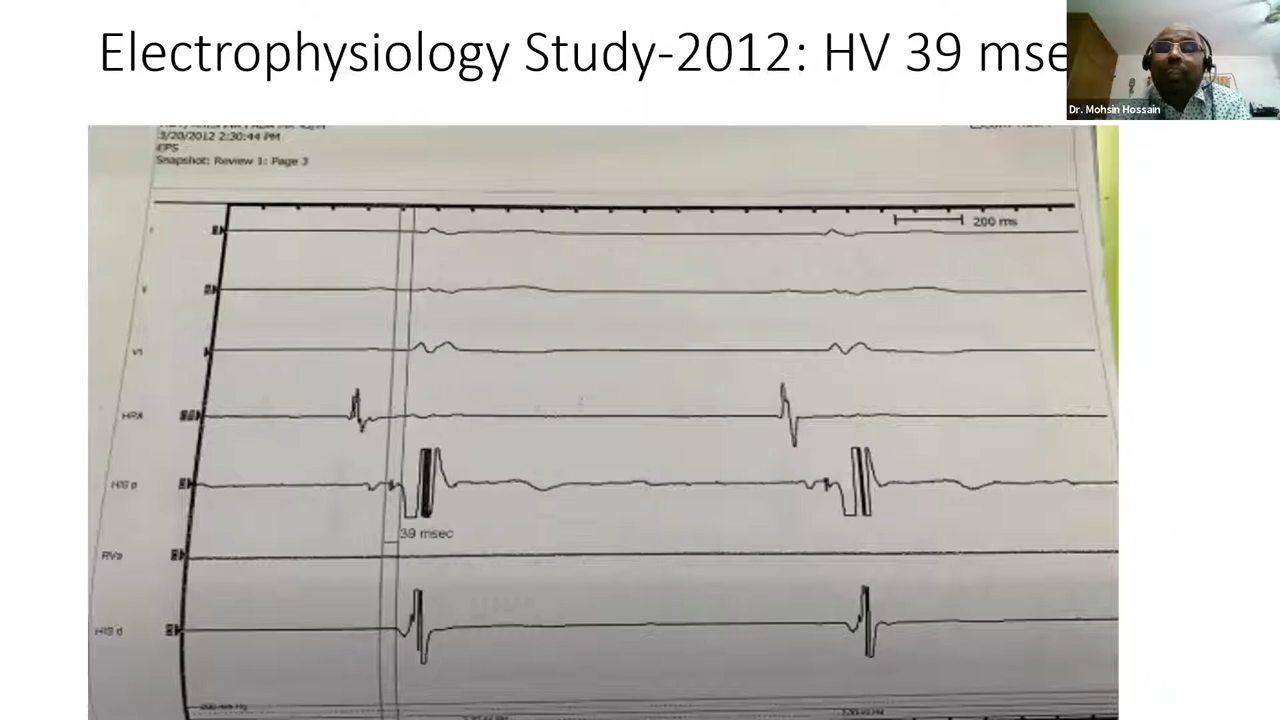 Electrophysiology Study-2012: HV 39 mse
Dr. Mohsin Hossain
3/20/2012 2:30:44 PM
EPS
Snapshot: Review 1: Page 3
200 ms
I
II
V1
HRA
HIS p
39 msec
RVa
HIS d